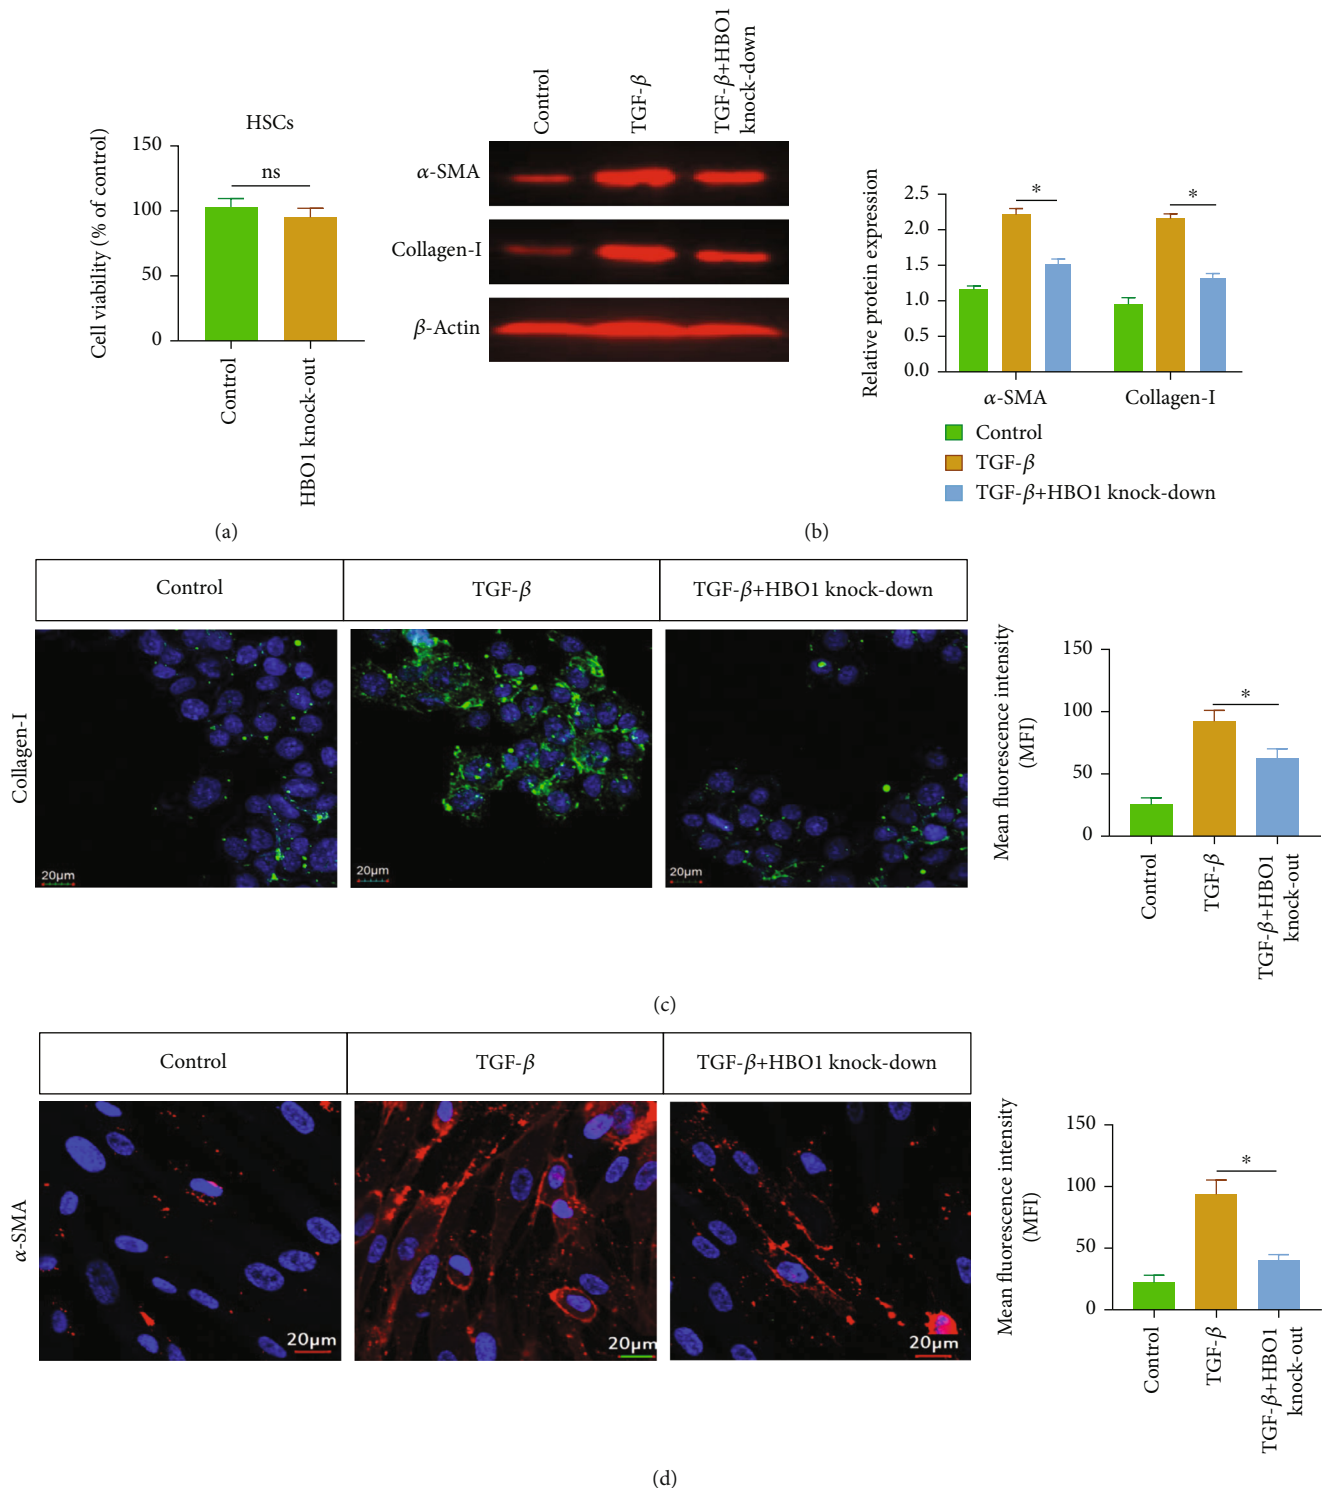 HSCs
Cell viability (% of control)
150
100
50
0
ns
Control
HBO1 knock-out
(a)
Control
TGF-β
TGF-β+HBO1
knock-down
α-SMA
Collagen-I
β-Actin
Relative protein expression
2.5
2.0
1.5
1.0
0.5
0.0
*
*
α-SMA
Collagen-I
Control
TGF-β
TGF-β+HBO1 knock-down
(b)
Control
TGF-β
TGF-β+HBO1 knock-down
Collagen-I
20μm
20μm
20μm
Mean fluorescence intensity
(MFI)
150
100
50
0
*
Control
TGF-β
TGF-β+HBO1
knock-out
(c)
Control
TGF-β
TGF-β+HBO1 knock-down
α-SMA
20μm
20μm
20μm
Mean fluorescence intensity
(MFI)
150
100
50
0
*
Control
TGF-β
TGF-β+HBO1
knock-out
(d)